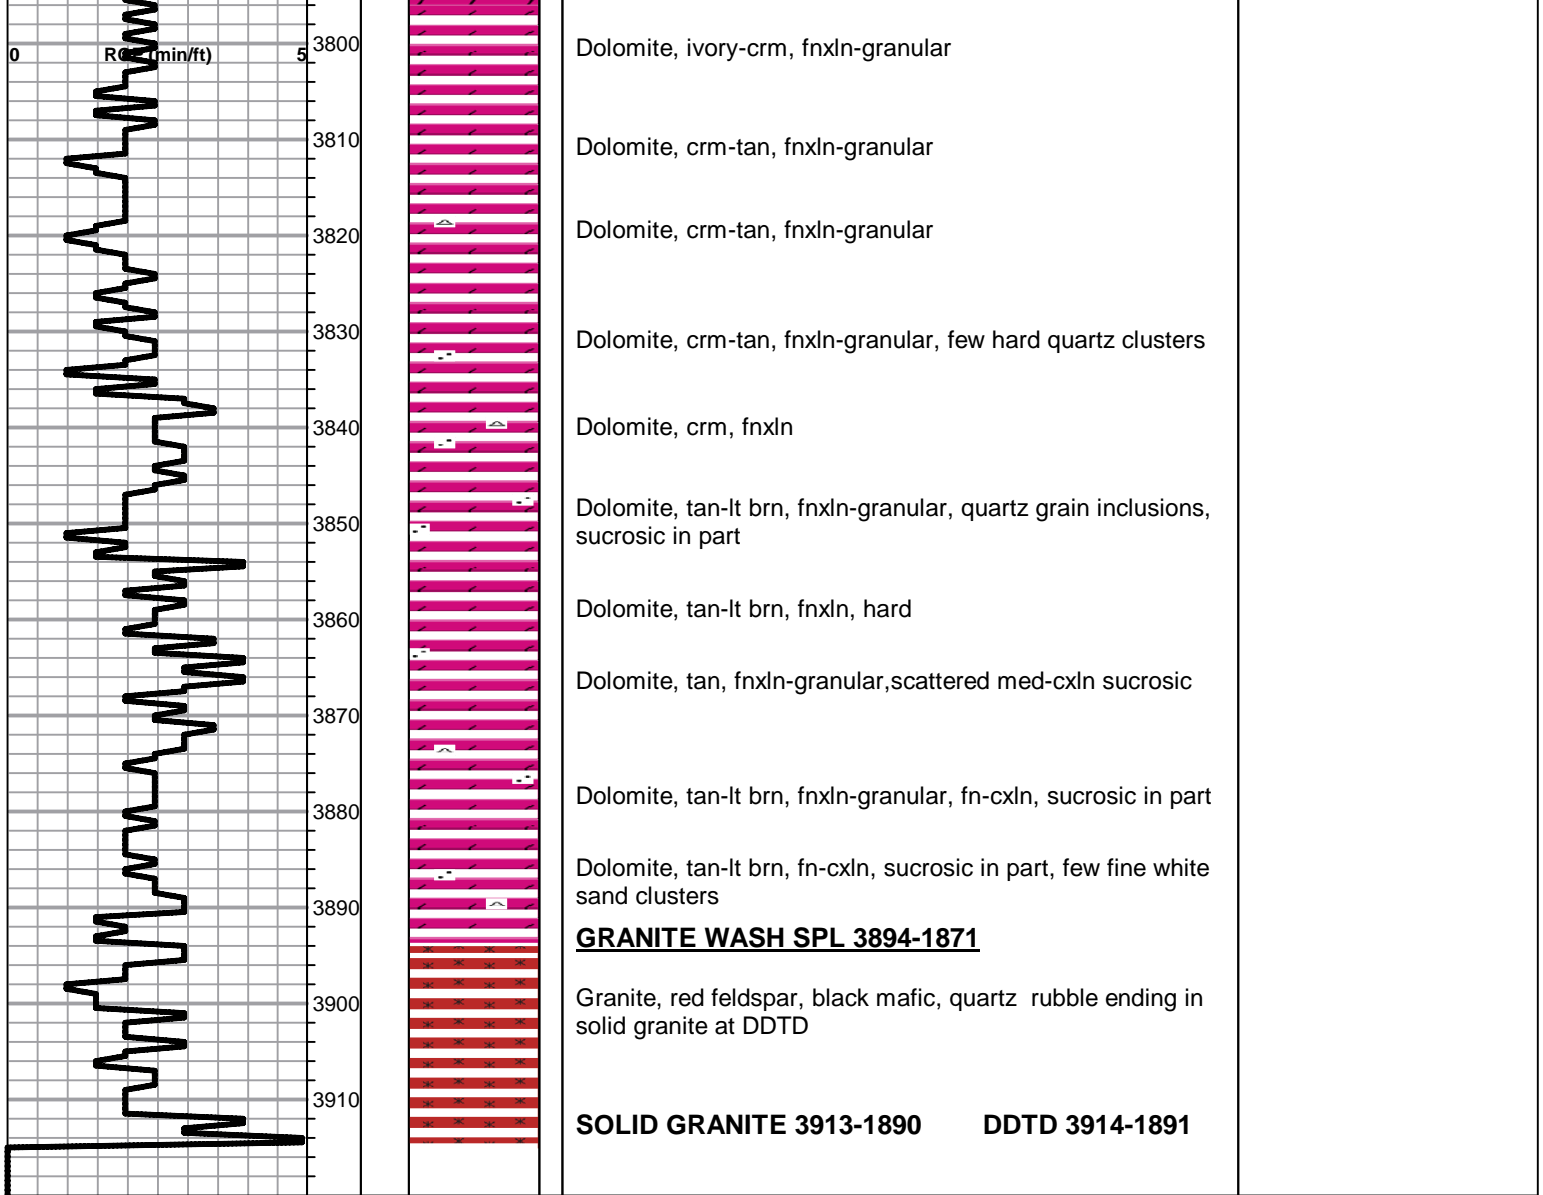 3800
0 ROP (min/ft) 5
Dolomite, ivory-crm, fnxln-granular
3810
Dolomite, crm-tan, fnxln-granular
3820
Dolomite, crm-tan, fnxln-granular
3830
Dolomite, crm-tan, fnxln-granular, few hard quartz clusters
3840
Dolomite, crm, fnxln
Dolomite, tan-lt brn, fnxln-granular, quartz grain inclusions,
3850
sucrosic in part
Dolomite, tan-lt brn, fnxln, hard
3860
Dolomite, tan, fnxln-granular,scattered med-cxln sucrosic
3870
Dolomite, tan-lt brn, fnxln-granular, fn-cxln, sucrosic in part
3880
Dolomite, tan-lt brn, fn-cxln, sucrosic in part, few fine white
sand clusters
3890
GRANITE WASH SPL 3894-1871
Granite, red feldspar, black mafic, quartz  rubble ending in
3900
solid granite at DDTD
3910
SOLID GRANITE 3913-1890 DDTD 3914-1891